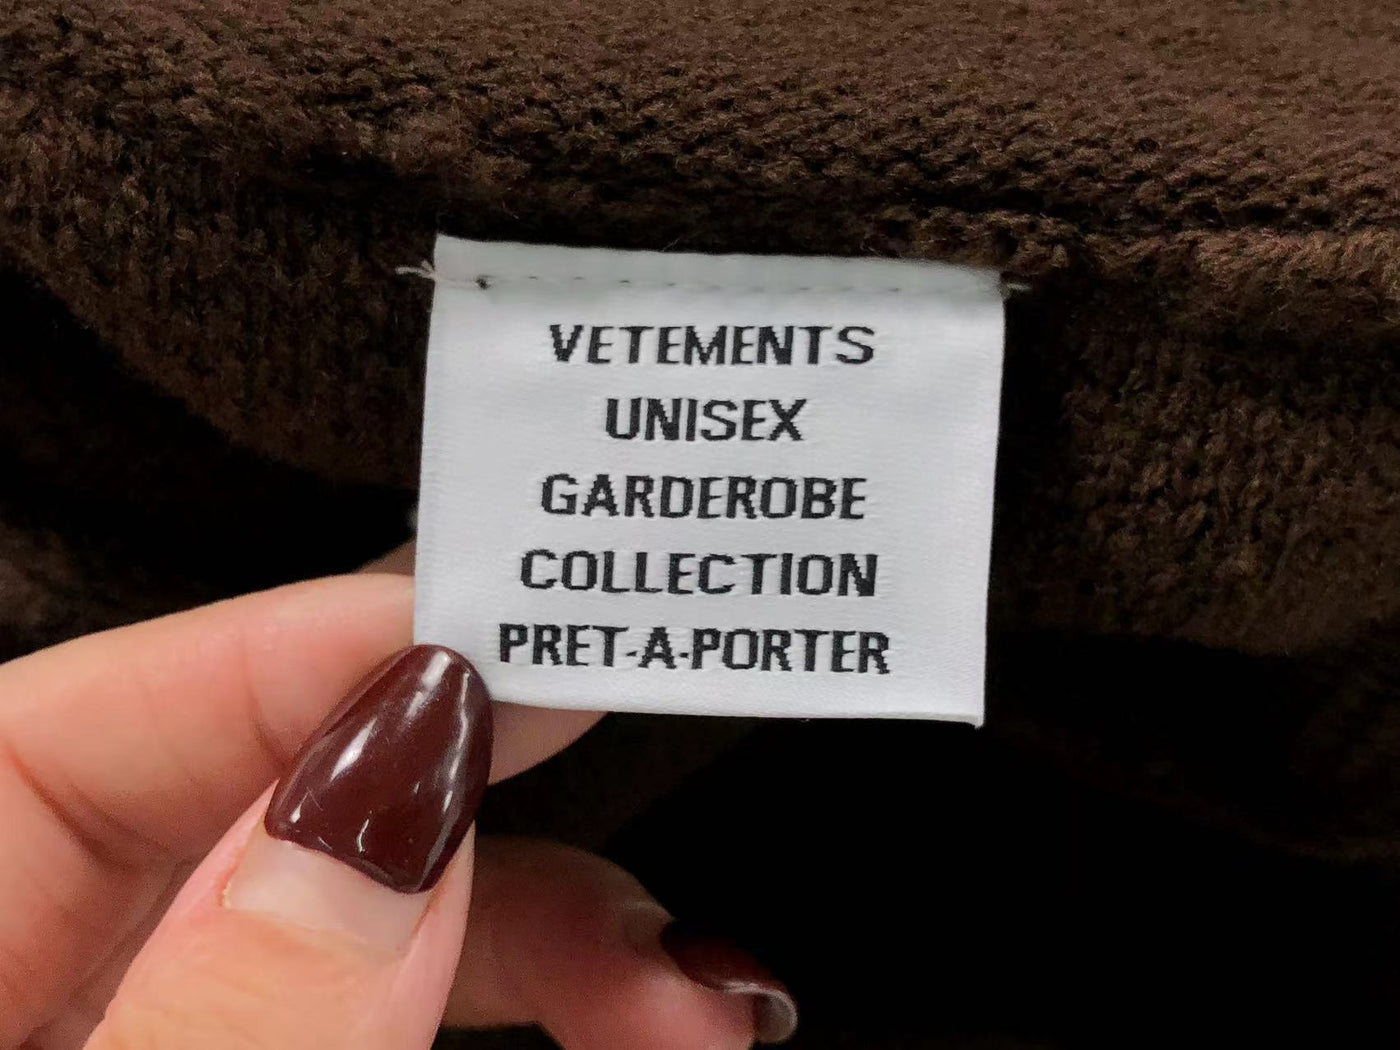 VETEMENTS
UNISEX
GARDEROBE
COLLECTION
PRET-A-PORTER